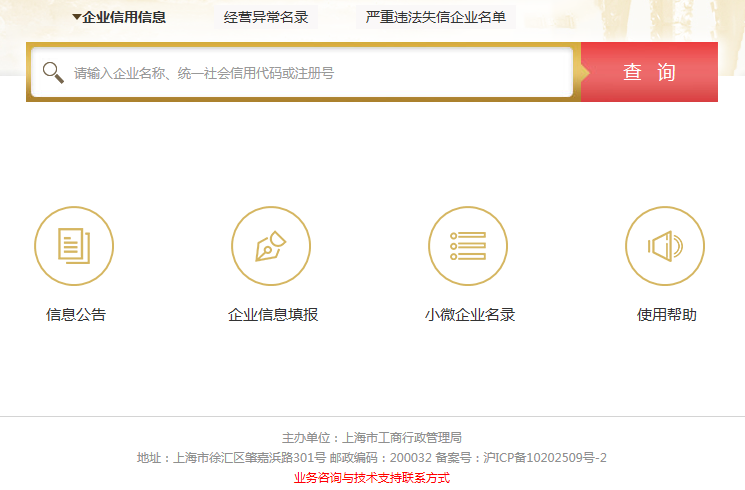 企业信用信息 经营异常名录 严重违法失信企业名单
请输入企业名称、统一社会信用代码或注册号 查 询
信息公告 企业信息填报 小微企业名录 使用帮助
主办单位：上海市工商行政管理局
地址：上海市徐汇区肇嘉浜路301号 邮政编码：200032 备案号：沪ICP备10202509号-2
业务咨询与技术支持联系方式